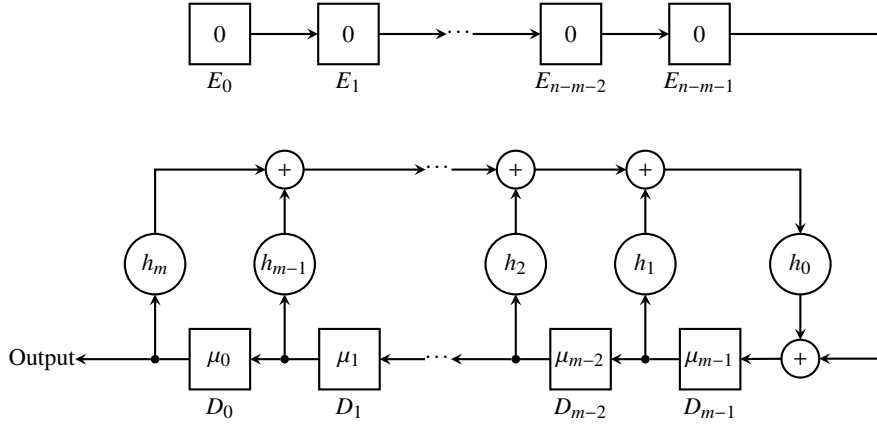 0 0 ··· 0 0
E₀ E₁ Eₙ₋ₘ₋₂ Eₙ₋ₘ₋₁
+ ··· + +
hₘ hₘ₋₁ h₂ h₁ h₀
Output μ₀ μ₁ ··· μₘ₋₂ μₘ₋₁ +
D₀ D₁ Dₘ₋₂ Dₘ₋₁